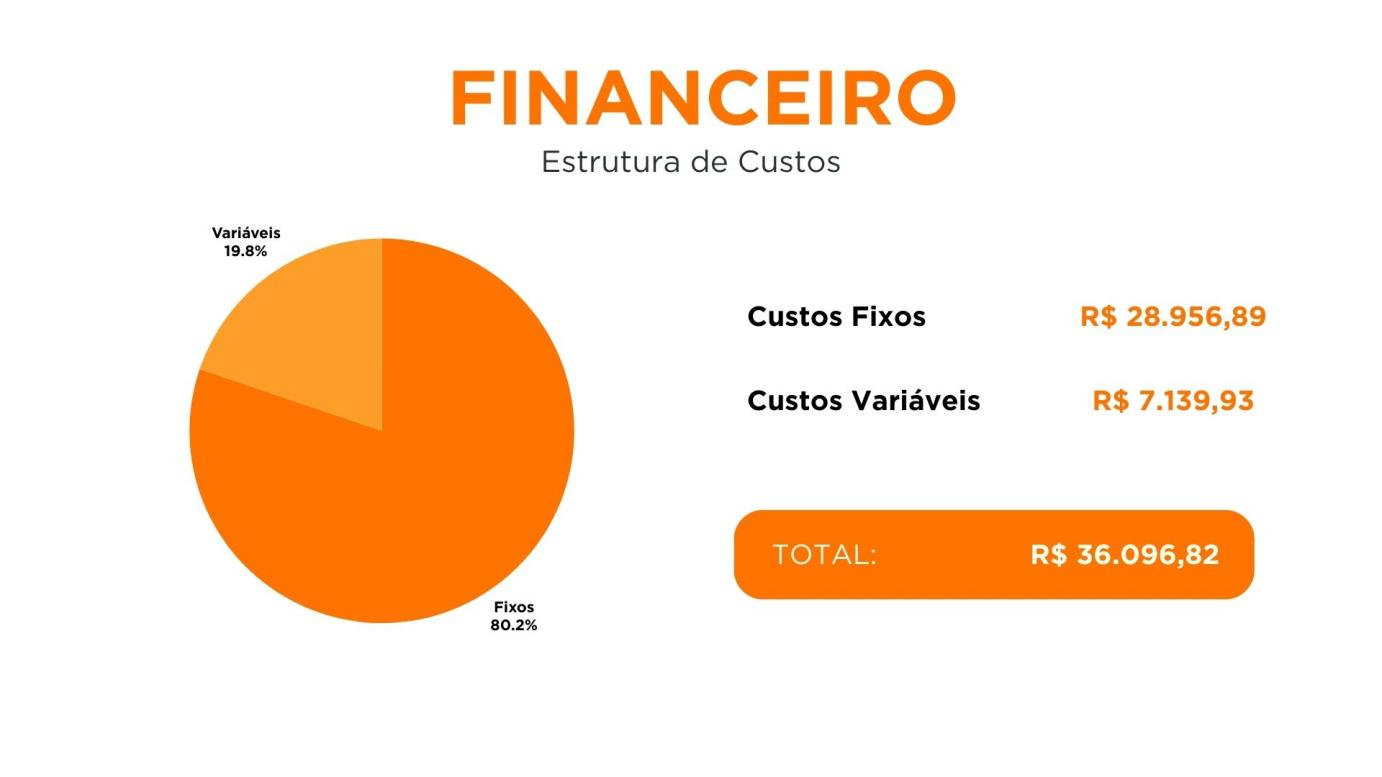 FINANCEIRO
Estrutura de Custos
Variáveis
19.8%
Fixos
80.2%
Custos Fixos R$ 28.956,89
Custos Variáveis R$ 7.139,93
TOTAL: R$ 36.096,82